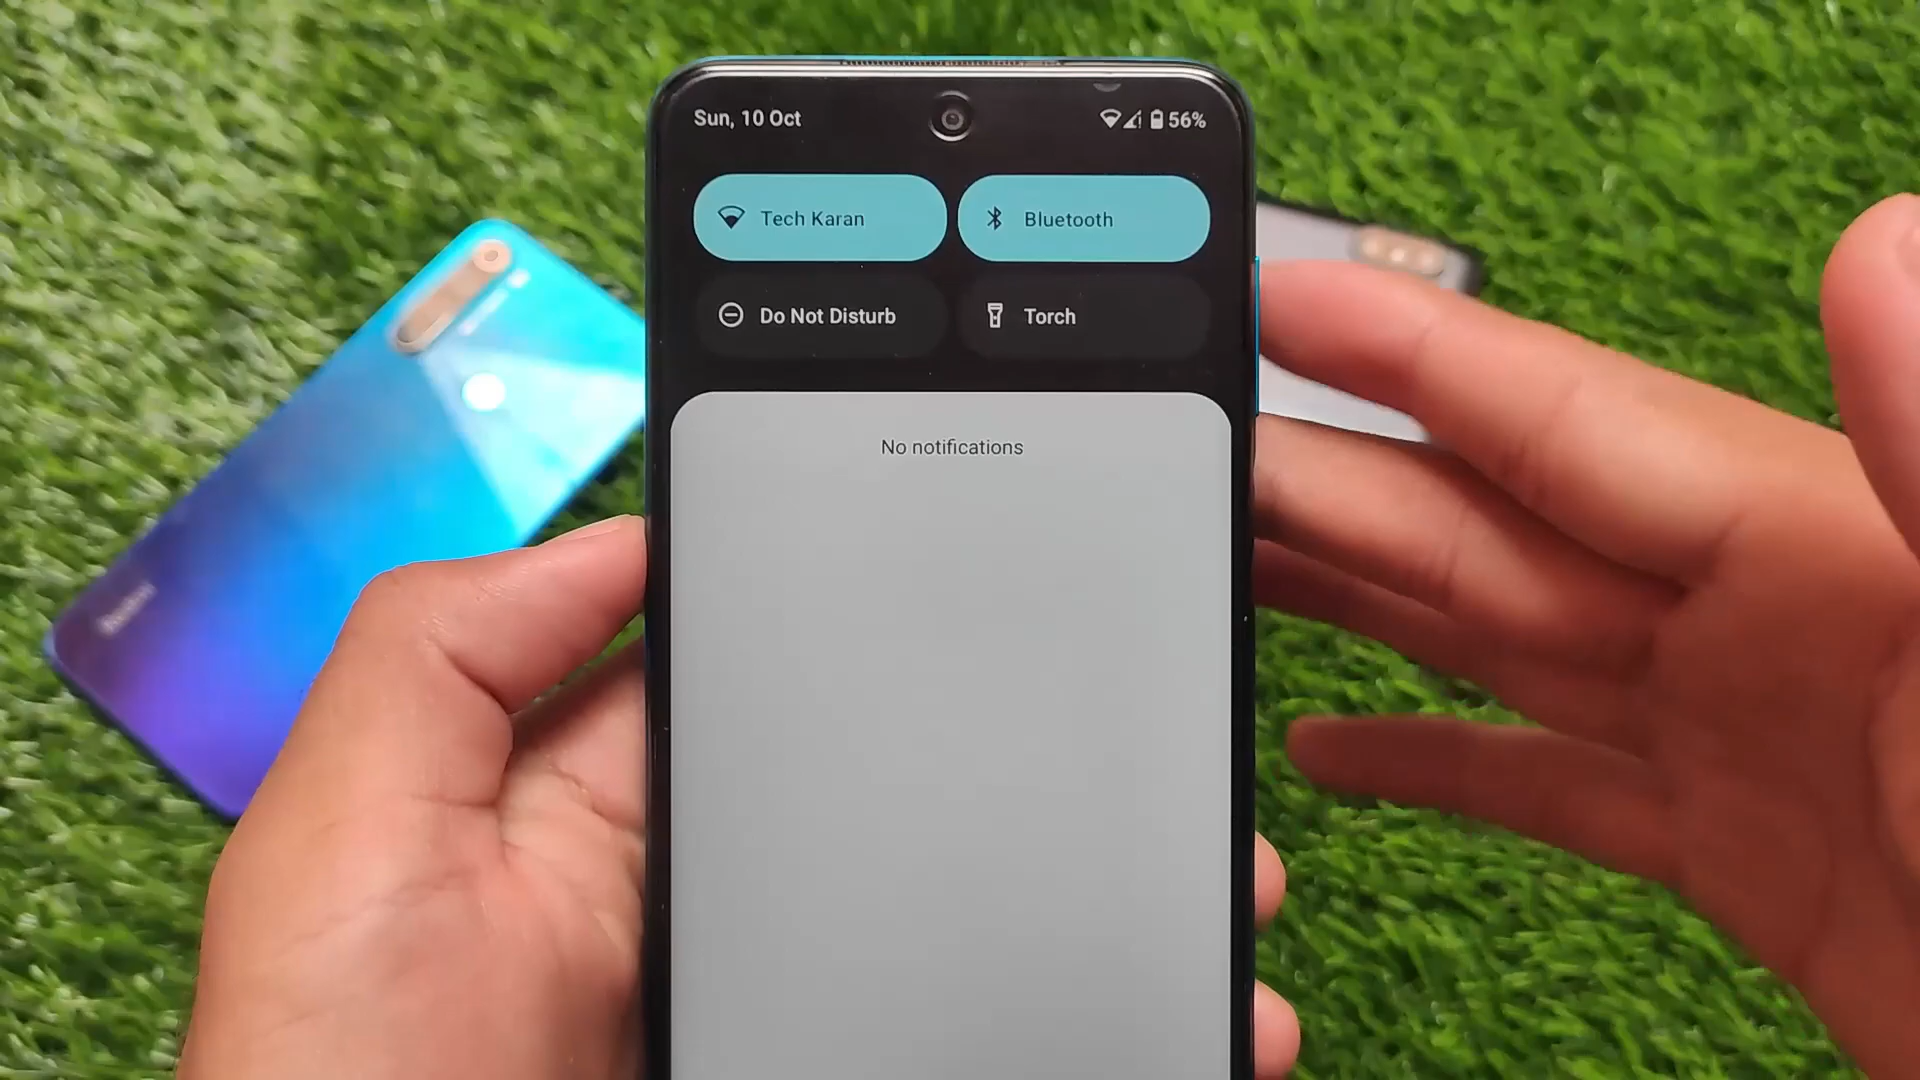 Sun, 10 Oct
56%
Tech Karan
Bluetooth
Do Not Disturb
Torch
No notifications